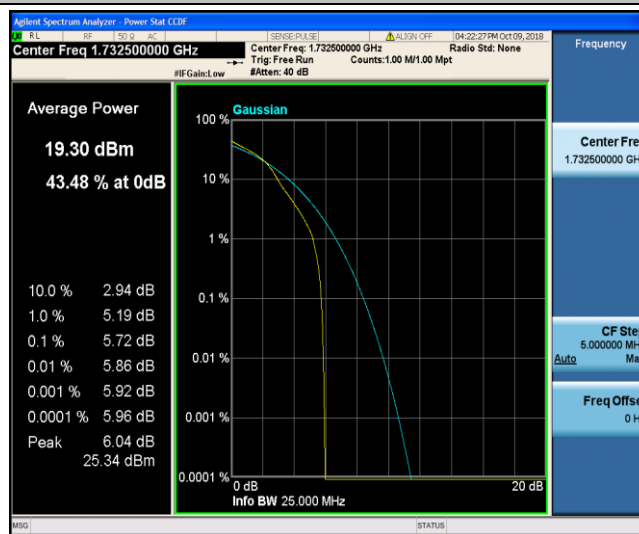 Agilent Spectrum Analyzer - Power Stat CCDF
RL RF 50 Ω AC SENSE:PULSE ALIGN OFF 04:22:27PM Oct 09, 2018
Center Freq 1.732500000 GHz
Center Freq: 1.732500000 GHz Radio Std: None
Trig: Free Run Counts:1.00 M/1.00 Mpt
#IFGain:Low #Atten: 40 dB
Frequency
Average Power
19.30 dBm
43.48 % at 0dB
10.0 % 2.94 dB
1.0 % 5.19 dB
0.1 % 5.72 dB
0.01 % 5.86 dB
0.001 % 5.92 dB
0.0001 % 5.96 dB
Peak 6.04 dB
25.34 dBm
Gaussian
100 %
10 %
1 %
0.1 %
0.01 %
0.001 %
0.0001 %
0 dB 20 dB
Info BW 25.000 MHz
Center Fre
1.732500000 GH
CF Ste
5.000000 MH
Auto Ma
Freq Offse
0 H
MSG STATUS